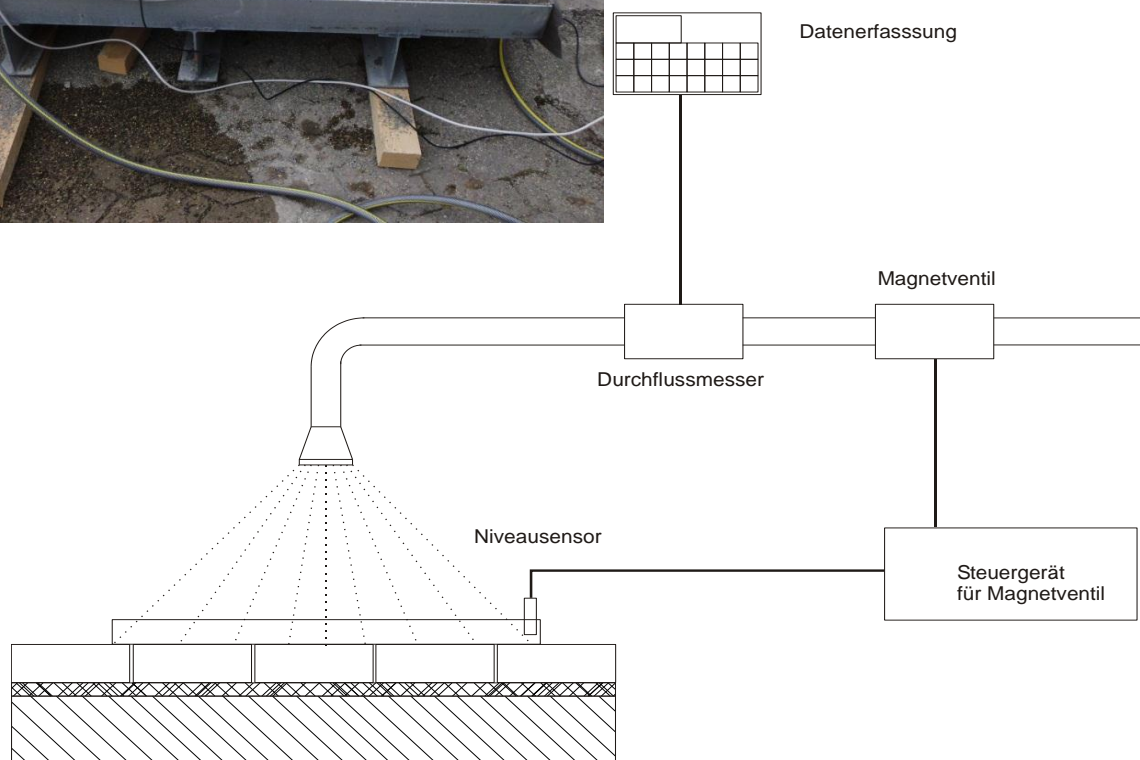 Datenerfasssung
Magnetventil
Durchflussmesser
Niveausensor
Steuergerät
für Magnetventil